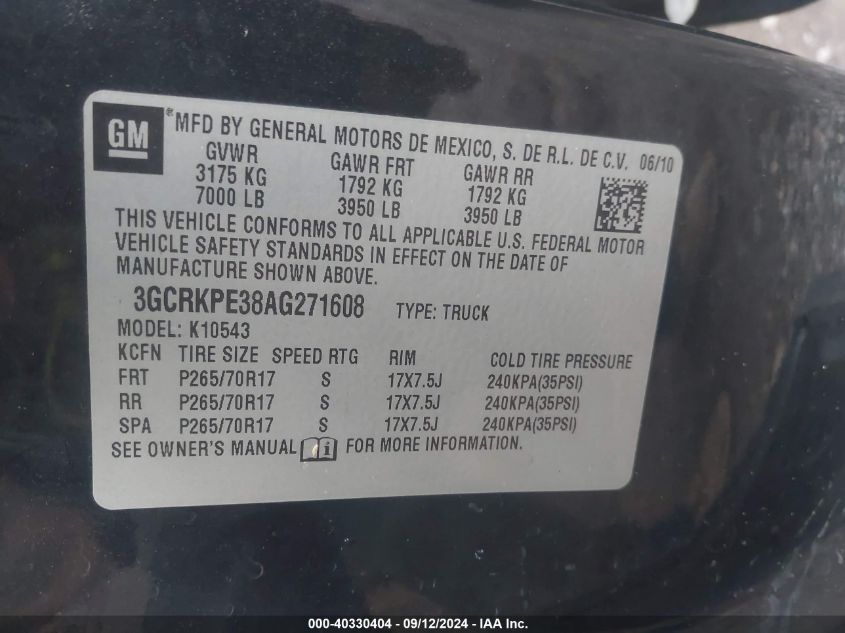 GM
*MFD BY GENERAL MOTORS DE MEXICO, S. DE R.L. DE C.V. 06/10
GVWR GAWR FRT GAWR RR
3175 KG 1792 KG 1792 KG
7000 LB 3950 LB 3950 LB
THIS VEHICLE CONFORMS TO ALL APPLICABLE U.S. FEDERAL MOTOR
VEHICLE SAFETY STANDARDS IN EFFECT ON THE DATE OF
MANUFACTURE SHOWN ABOVE.
3GCRKPE38AG271608 TYPE: TRUCK
MODEL: K10543
KCFN TIRE SIZE SPEED RTG RIM COLD TIRE PRESSURE
FRT P265/70R17 S 17X7.5J 240KPA(35PSI)
RR P265/70R17 S 17X7.5J 240KPA(35PSI)
SPA P265/70R17 S 17X7.5J 240KPA(35PSI)
SEE OWNER'S MANUAL i FOR MORE INFORMATION.
000-40330404 - 09/12/2024 - IAA Inc.